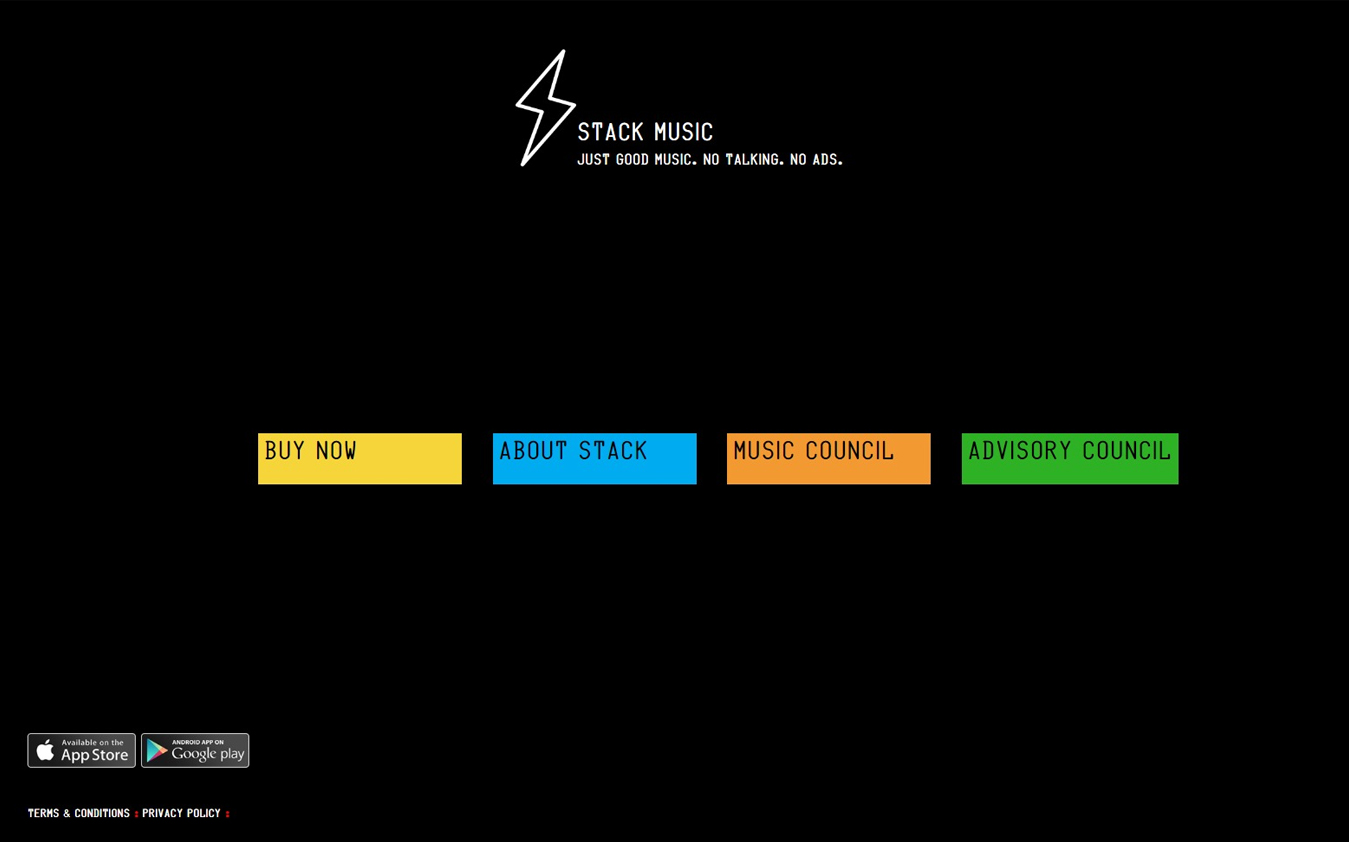 STACK MUSIC
JUST GOOD MUSIC. NO TALKING. NO ADS.
BUY NOW
ABOUT STACK
MUSIC COUNCIL
ADVISORY COUNCIL
Available on the
App Store
ANDROID APP ON
Google play
TERMS & CONDITIONS : PRIVACY POLICY :